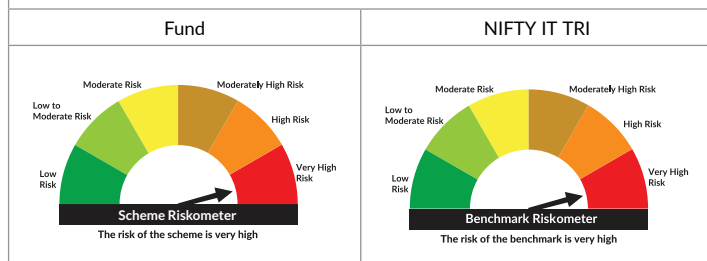 Fund
NIFTY IT TRI
Moderate Risk
Moderately High Risk
Low to
Moderate Risk
High Risk
Low
Risk
Very High
Risk
Scheme Riskometer
The risk of the scheme is very high
Moderate Risk
Moderately High Risk
Low to
Moderate Risk
High Risk
Low
Risk
Very High
Risk
Benchmark Riskometer
The risk of the benchmark is very high